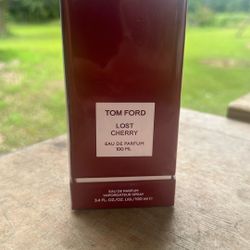 TOM FORD
LOST
CHERRY
EAU DE PARFUM
100 ML
EAU DE PARFUM
VAPORISATEUR SPRAY
3.4 FL.OZ./OZ. LIQ./100 ml ℮